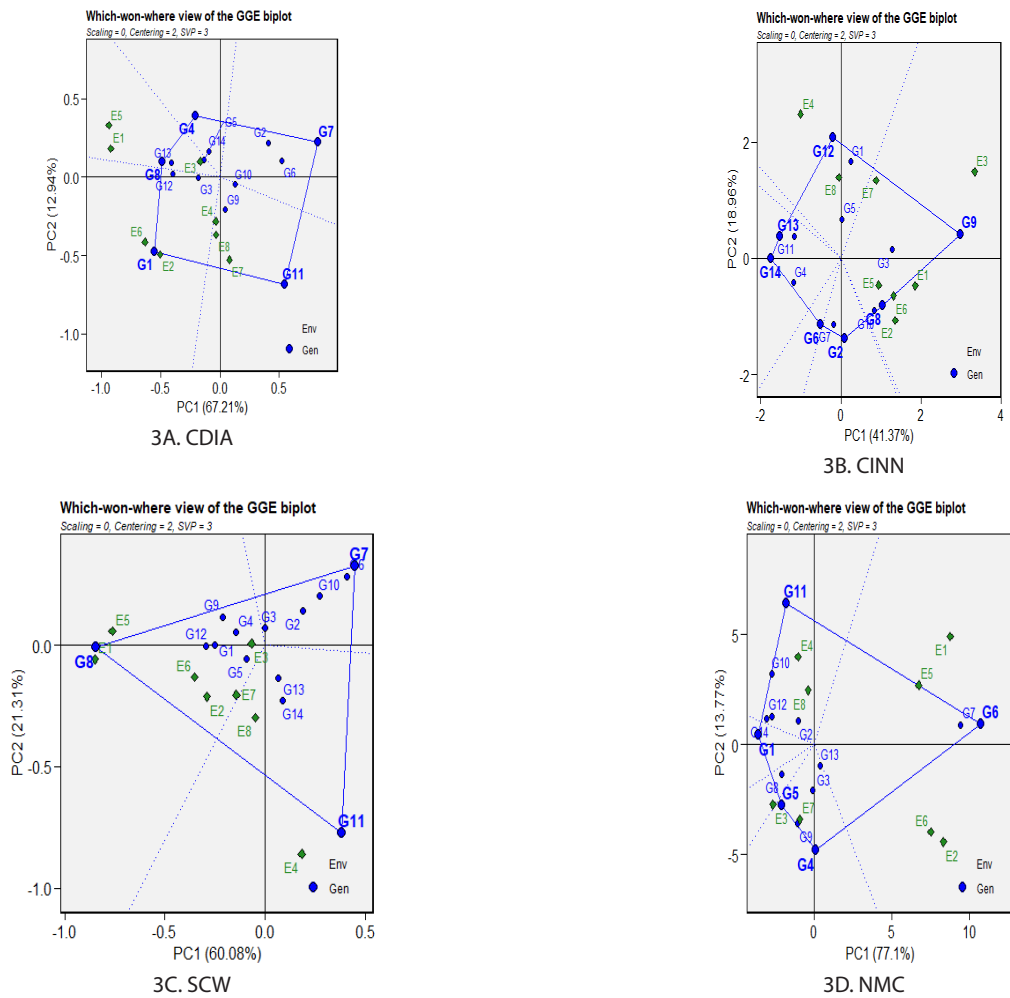 Which-won-where view of the GGE biplot
Scaling = 0, Centering = 2, SVP = 3
PC2 (12.94%)
0.5
0.0
-0.5
-1.0
E5
E1
G4
G5
G14
G2
G7
G6
G13
G8
G12
E3
G3
G10
G9
E4
E6
G1
E2
E8
E7
G11
Env
Gen
-1.0 -0.5 0.0 0.5
PC1 (67.21%)
3A. CDIA
Which-won-where view of the GGE biplot
Scaling = 0, Centering = 2, SVP = 3
PC2 (18.96%)
2
0
-2
E4
G12
G1
E3
E8
E7
G5
G9
G13
G11
G3
G14
G4
E5
E1
E6
G8
E2
G6
G7
G2
Env
Gen
-2 0 2 4
PC1 (41.37%)
3B. CINN
Which-won-where view of the GGE biplot
Scaling = 0, Centering = 2, SVP = 3
PC2 (21.31%)
0.0
-0.5
-1.0
G7
G10
G9
G4
G3
G2
E5
E1
G8
G12
G1
G5
E3
E6
E2
E7
E8
G13
G14
G11
E4
Env
Gen
-1.0 -0.5 0.0 0.5
PC1 (60.08%)
3C. SCW
Which-won-where view of the GGE biplot
Scaling = 0, Centering = 2, SVP = 3
PC2 (13.77%)
5
0
-5
G11
E4
E1
G10
E5
E8
G12
G7
G6
G14
G2
G1
G13
G8
G5
G3
E3
E7
G9
G4
E6
E2
Env
Gen
0 5 10
PC1 (77.1%)
3D. NMC